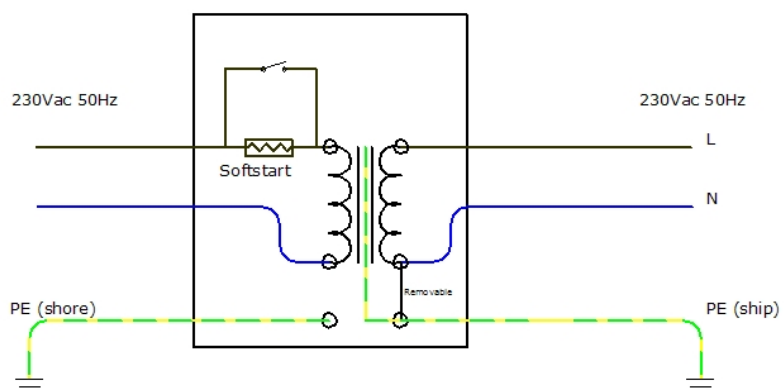 230Vac 50Hz
230Vac 50Hz
L
Softstart
N
Removable
PE (shore)
PE (ship)